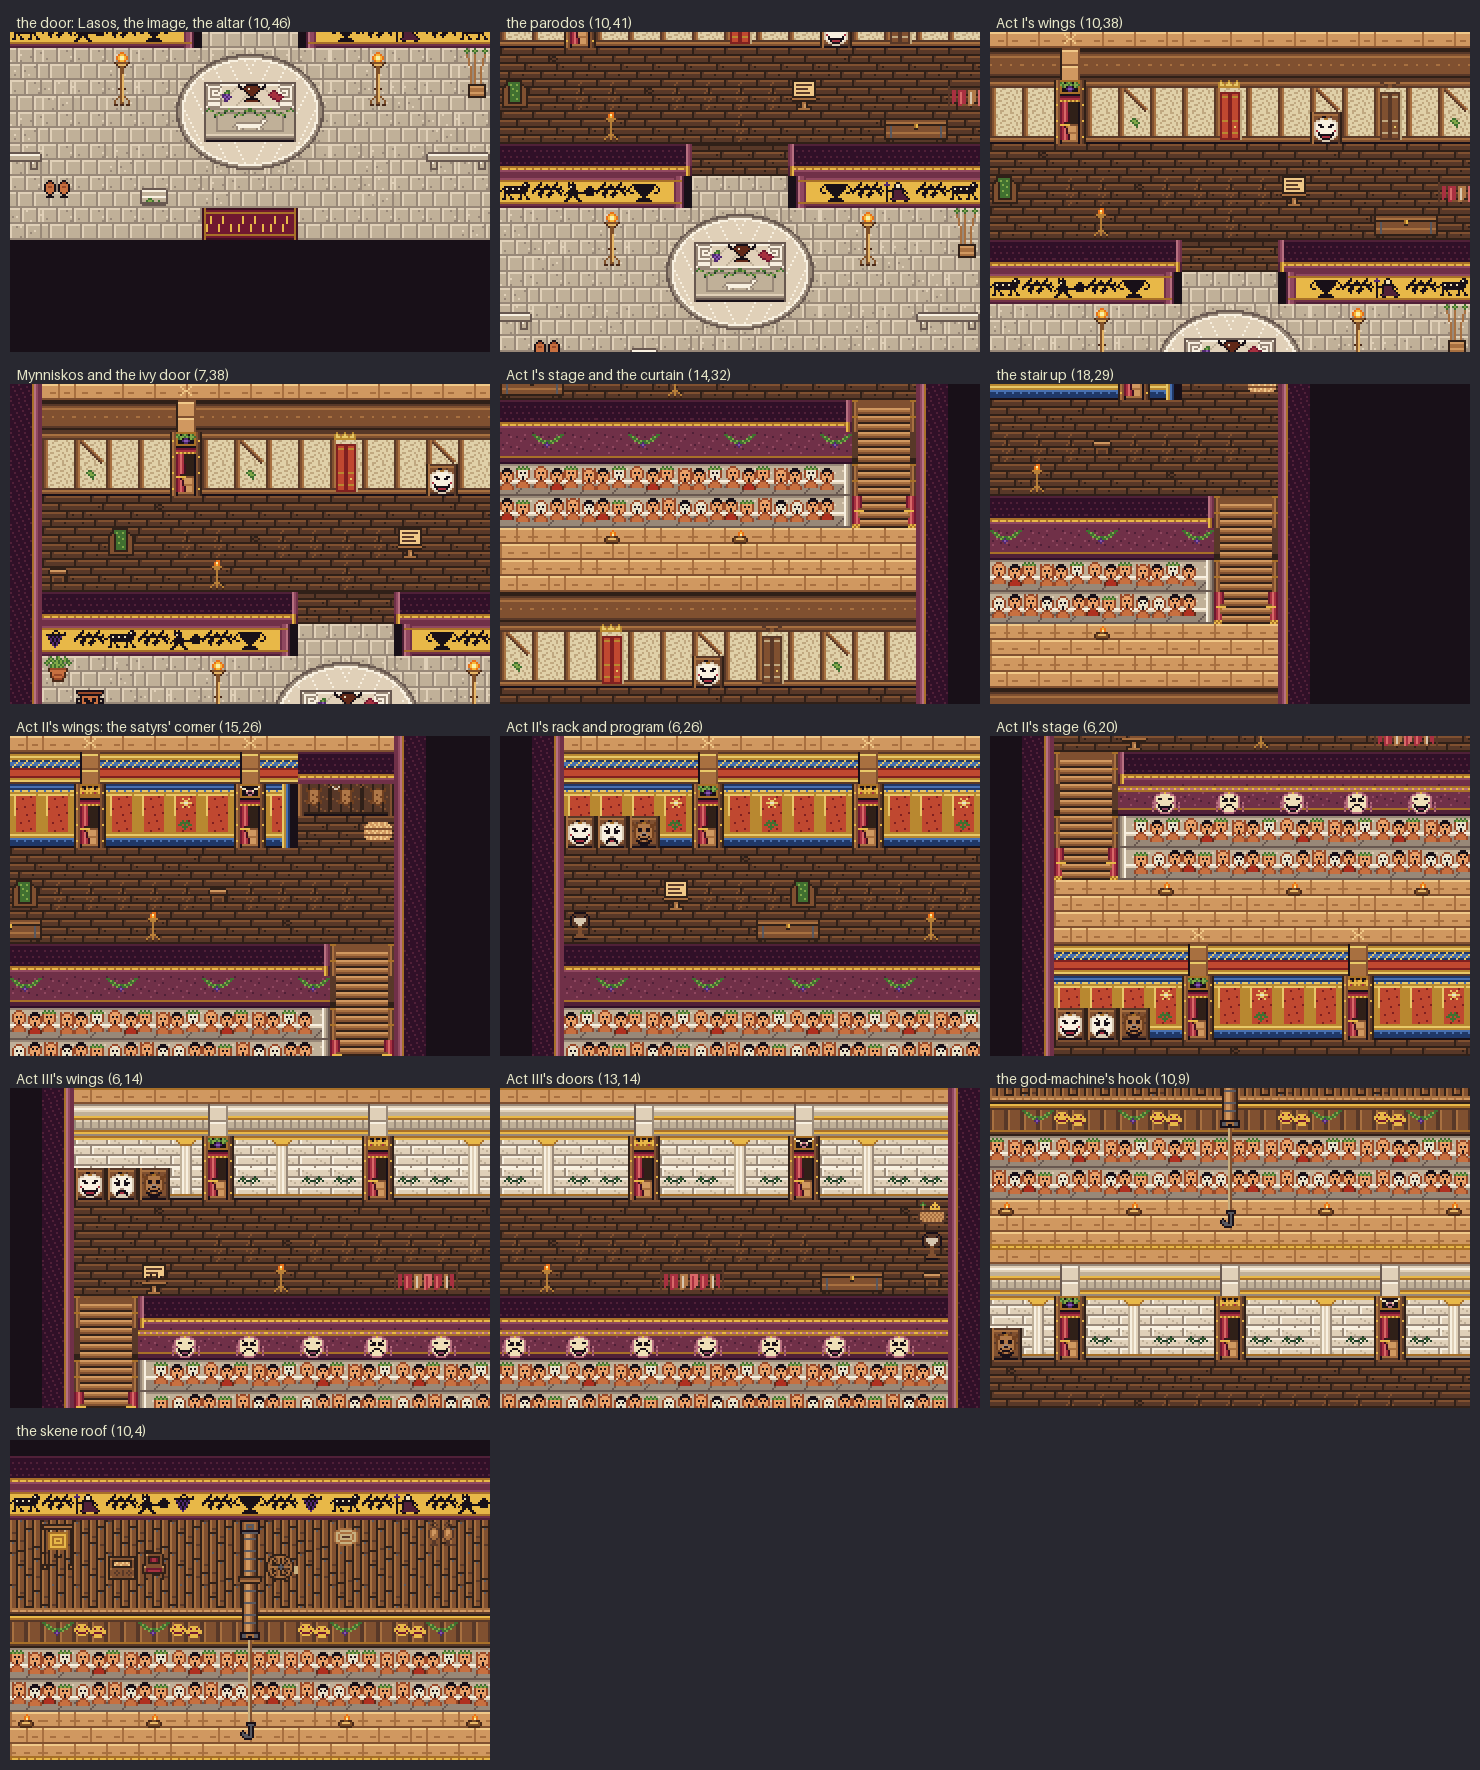 the door: Lasos, the image, the altar (10,46)
the parodos (10,41)
Act I's wings (10,38)
Mynniskos and the ivy door (7,38)
Act I's stage and the curtain (14,32)
the stair up (18,29)
Act II's wings: the satyrs' corner (15,26)
Act II's rack and program (6,26)
Act II's stage (6,20)
Act III's wings (6,14)
Act III's doors (13,14)
the god-machine's hook (10,9)
the skene roof (10,4)